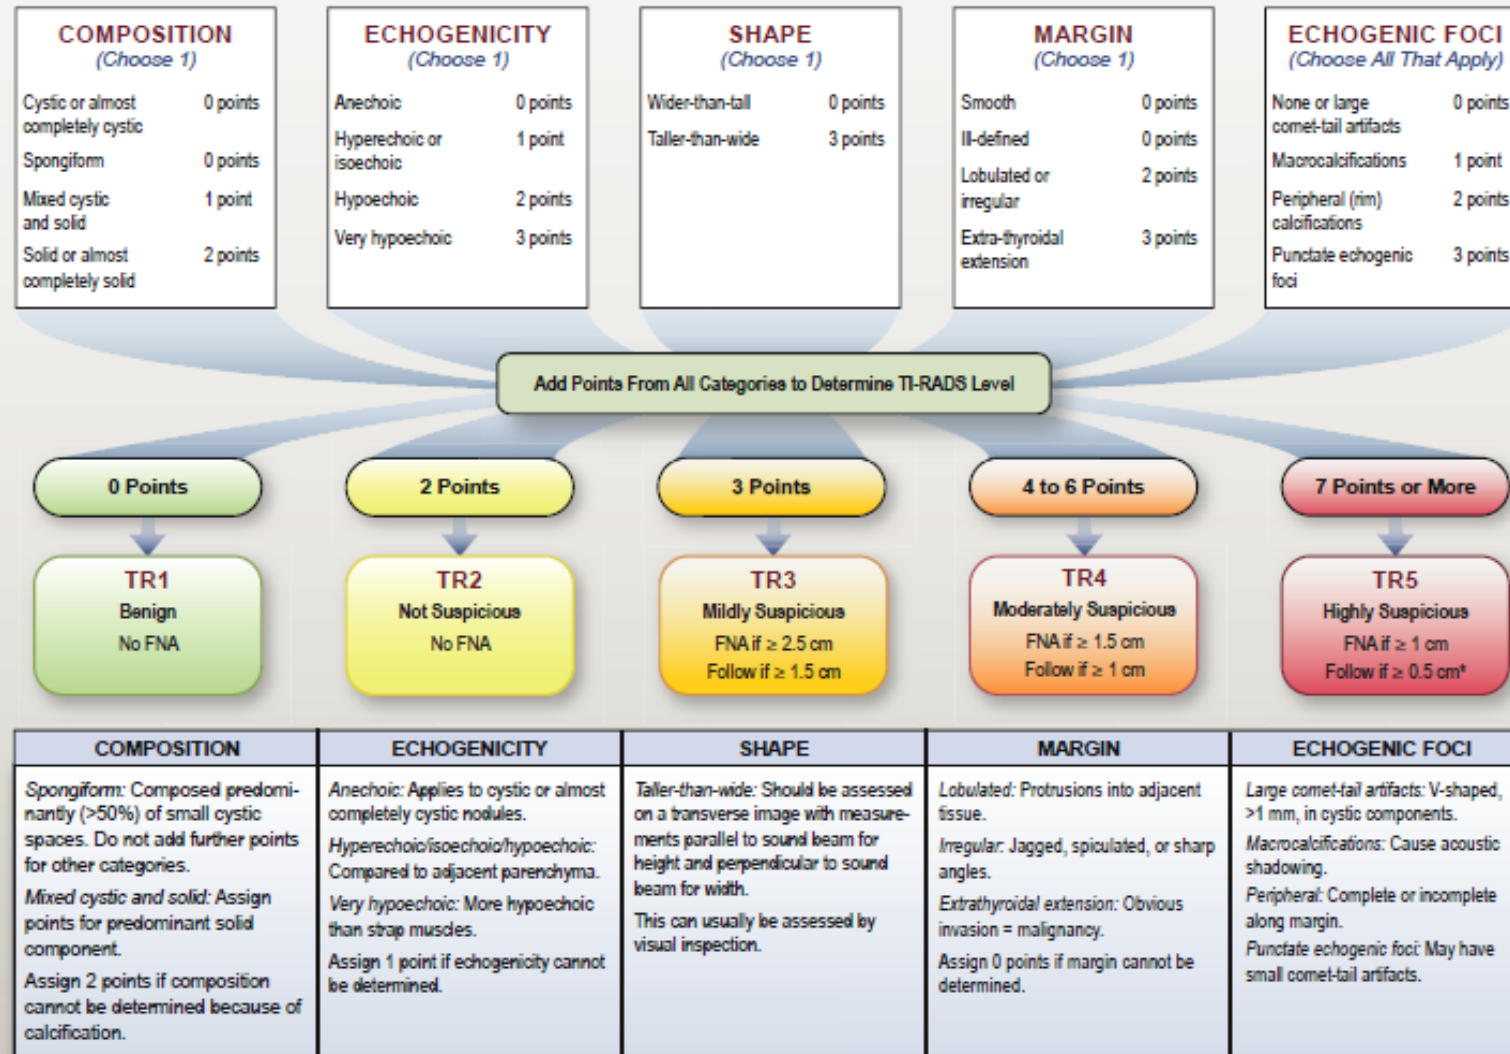 COMPOSITION
(Choose 1)
Cystic or almost 0 points
completely cystic
Spongiform 0 points
Mixed cystic 1 point
and solid
Solid or almost 2 points
completely solid
ECHOGENICITY
(Choose 1)
Anechoic 0 points
Hyperechoic or 1 point
isoechoic
Hypoechoic 2 points
Very hypoechoic 3 points
SHAPE
(Choose 1)
Wider-than-tall 0 points
Taller-than-wide 3 points
MARGIN
(Choose 1)
Smooth 0 points
Ill-defined 0 points
Lobulated or 2 points
irregular
Extra-thyroidal 3 points
extension
ECHOGENIC FOCI
(Choose All That Apply)
None or large 0 points
comet-tail artifacts
Macrocalcifications 1 point
Peripheral (rim) 2 points
calcifications
Punctate echogenic 3 points
foci
Add Points From All Categories to Determine TI-RADS Level
0 Points
2 Points
3 Points
4 to 6 Points
7 Points or More
TR1
Benign
No FNA
TR2
Not Suspicious
No FNA
TR3
Mildly Suspicious
FNA if ≥ 2.5 cm
Follow if ≥ 1.5 cm
TR4
Moderately Suspicious
FNA if ≥ 1.5 cm
Follow if ≥ 1 cm
TR5
Highly Suspicious
FNA if ≥ 1 cm
Follow if ≥ 0.5 cm*
COMPOSITION
Spongiform: Composed predomi-
nantly (>50%) of small cystic
spaces. Do not add further points
for other categories.
Mixed cystic and solid: Assign
points for predominant solid
component.
Assign 2 points if composition
cannot be determined because of
calcification.
ECHOGENICITY
Anechoic: Applies to cystic or almost
completely cystic nodules.
Hyperechoic/isoechoic/hypoechoic:
Compared to adjacent parenchyma.
Very hypoechoic: More hypoechoic
than strap muscles.
Assign 1 point if echogenicity cannot
be determined.
SHAPE
Taller-than-wide: Should be assessed
on a transverse image with measure-
ments parallel to sound beam for
height and perpendicular to sound
beam for width.
This can usually be assessed by
visual inspection.
MARGIN
Lobulated: Protrusions into adjacent
tissue.
Irregular: Jagged, spiculated, or sharp
angles.
Extrathyroidal extension: Obvious
invasion = malignancy.
Assign 0 points if margin cannot be
determined.
ECHOGENIC FOCI
Large comet-tail artifacts: V-shaped,
>1 mm, in cystic components.
Macrocalcifications: Cause acoustic
shadowing.
Peripheral: Complete or incomplete
along margin.
Punctate echogenic foci: May have
small comet-tail artifacts.